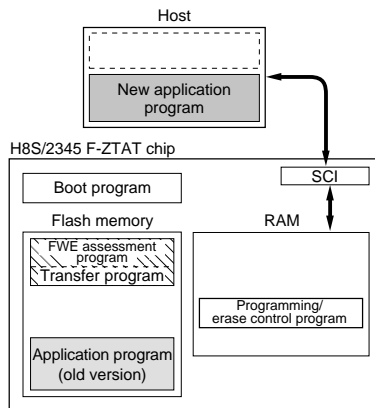 Host
New application
program
H8S/2345 F-ZTAT chip
SCI
Boot program
Flash memory
RAM
FWE assessment
program
Transfer program
Programming/
erase control program
Application program
(old version)